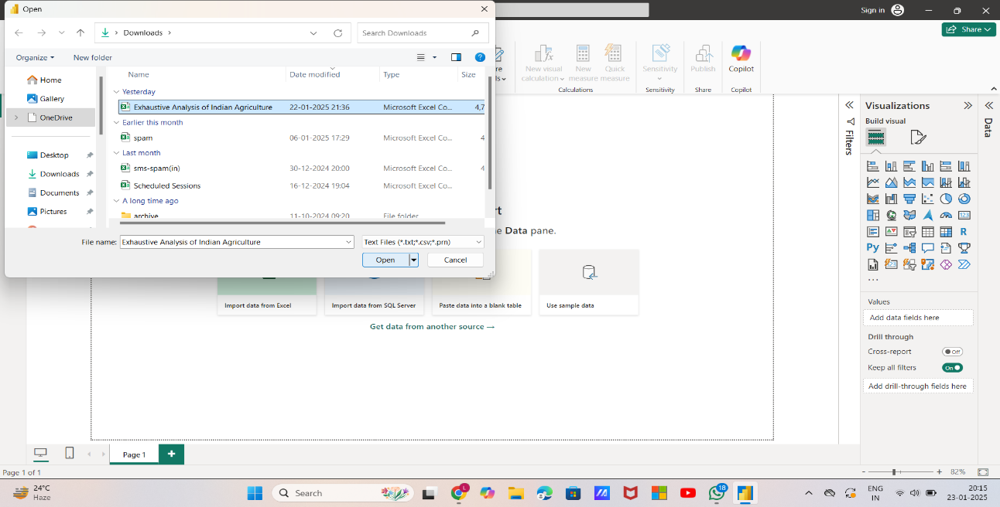 Open
Sign in
Downloads
Search Downloads
Share
Organize
New folder
Home
Gallery
OneDrive
Desktop
Downloads
Documents
Pictures
Name
Date modified
Type
Size
Yesterday
Exhaustive Analysis of Indian Agriculture 22-01-2025 21:36 Microsoft Excel Co... 4,7
Earlier this month
spam 06-01-2025 17:29 Microsoft Excel Co... 4
Last month
sms-spam(in) 30-12-2024 20:00 Microsoft Excel Co... 4
Scheduled Sessions 16-12-2024 19:04 Microsoft Excel Co...
A long time ago
archive 11-10-2024 09:20 File folder
File name: Exhaustive Analysis of Indian Agriculture
Text Files (*.txt;*.csv;*.prn)
Open
Cancel
New visual
calculation
New
measure
Quick
measure
Calculations
Sensitivity
Sensitivity
Publish
Share
Copilot
Copilot
Data pane.
Import data from Excel
Import data from SQL Server
Paste data into a blank table
Use sample data
Get data from another source →
Filters
Visualizations
Build visual
R
Py
123
...
Values
Add data fields here
Drill through
Cross-report Off
Keep all filters On
Add drill-through fields here
Data
Page 1
+
Page 1 of 1
- + 82%
24°C
Haze
Search
18
ENG
IN
20:15
23-01-2025